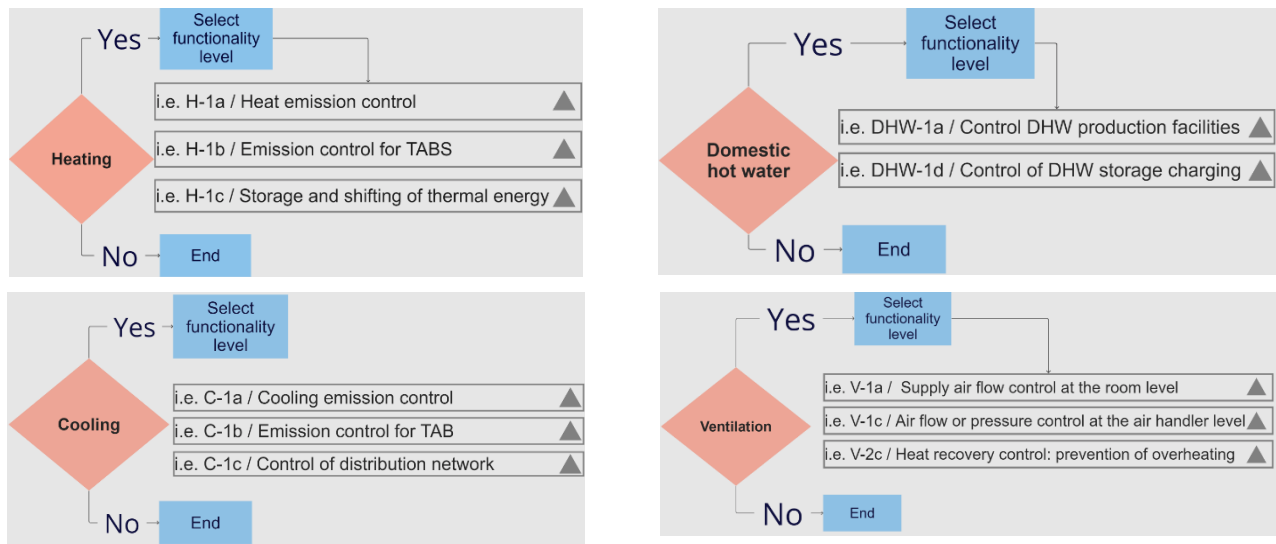 Yes
Select
functionality
level
i.e. H-1a / Heat emission control
i.e. H-1b / Emission control for TABS
Heating
i.e. H-1c / Storage and shifting of thermal energy
No
End
Yes
Select
functionality
level
i.e. DHW-1a / Control DHW production facilities
Domestic
hot water
i.e. DHW-1d / Control of DHW storage charging
No
End
Yes
Select
functionality
level
i.e. C-1a / Cooling emission control
Cooling
i.e. C-1b / Emission control for TAB
i.e. C-1c / Control of distribution network
No
End
Yes
Select
functionality
level
i.e. V-1a / Supply air flow control at the room level
Ventilation
i.e. V-1c / Air flow or pressure control at the air handler level
i.e. V-2c / Heat recovery control: prevention of overheating
No
End